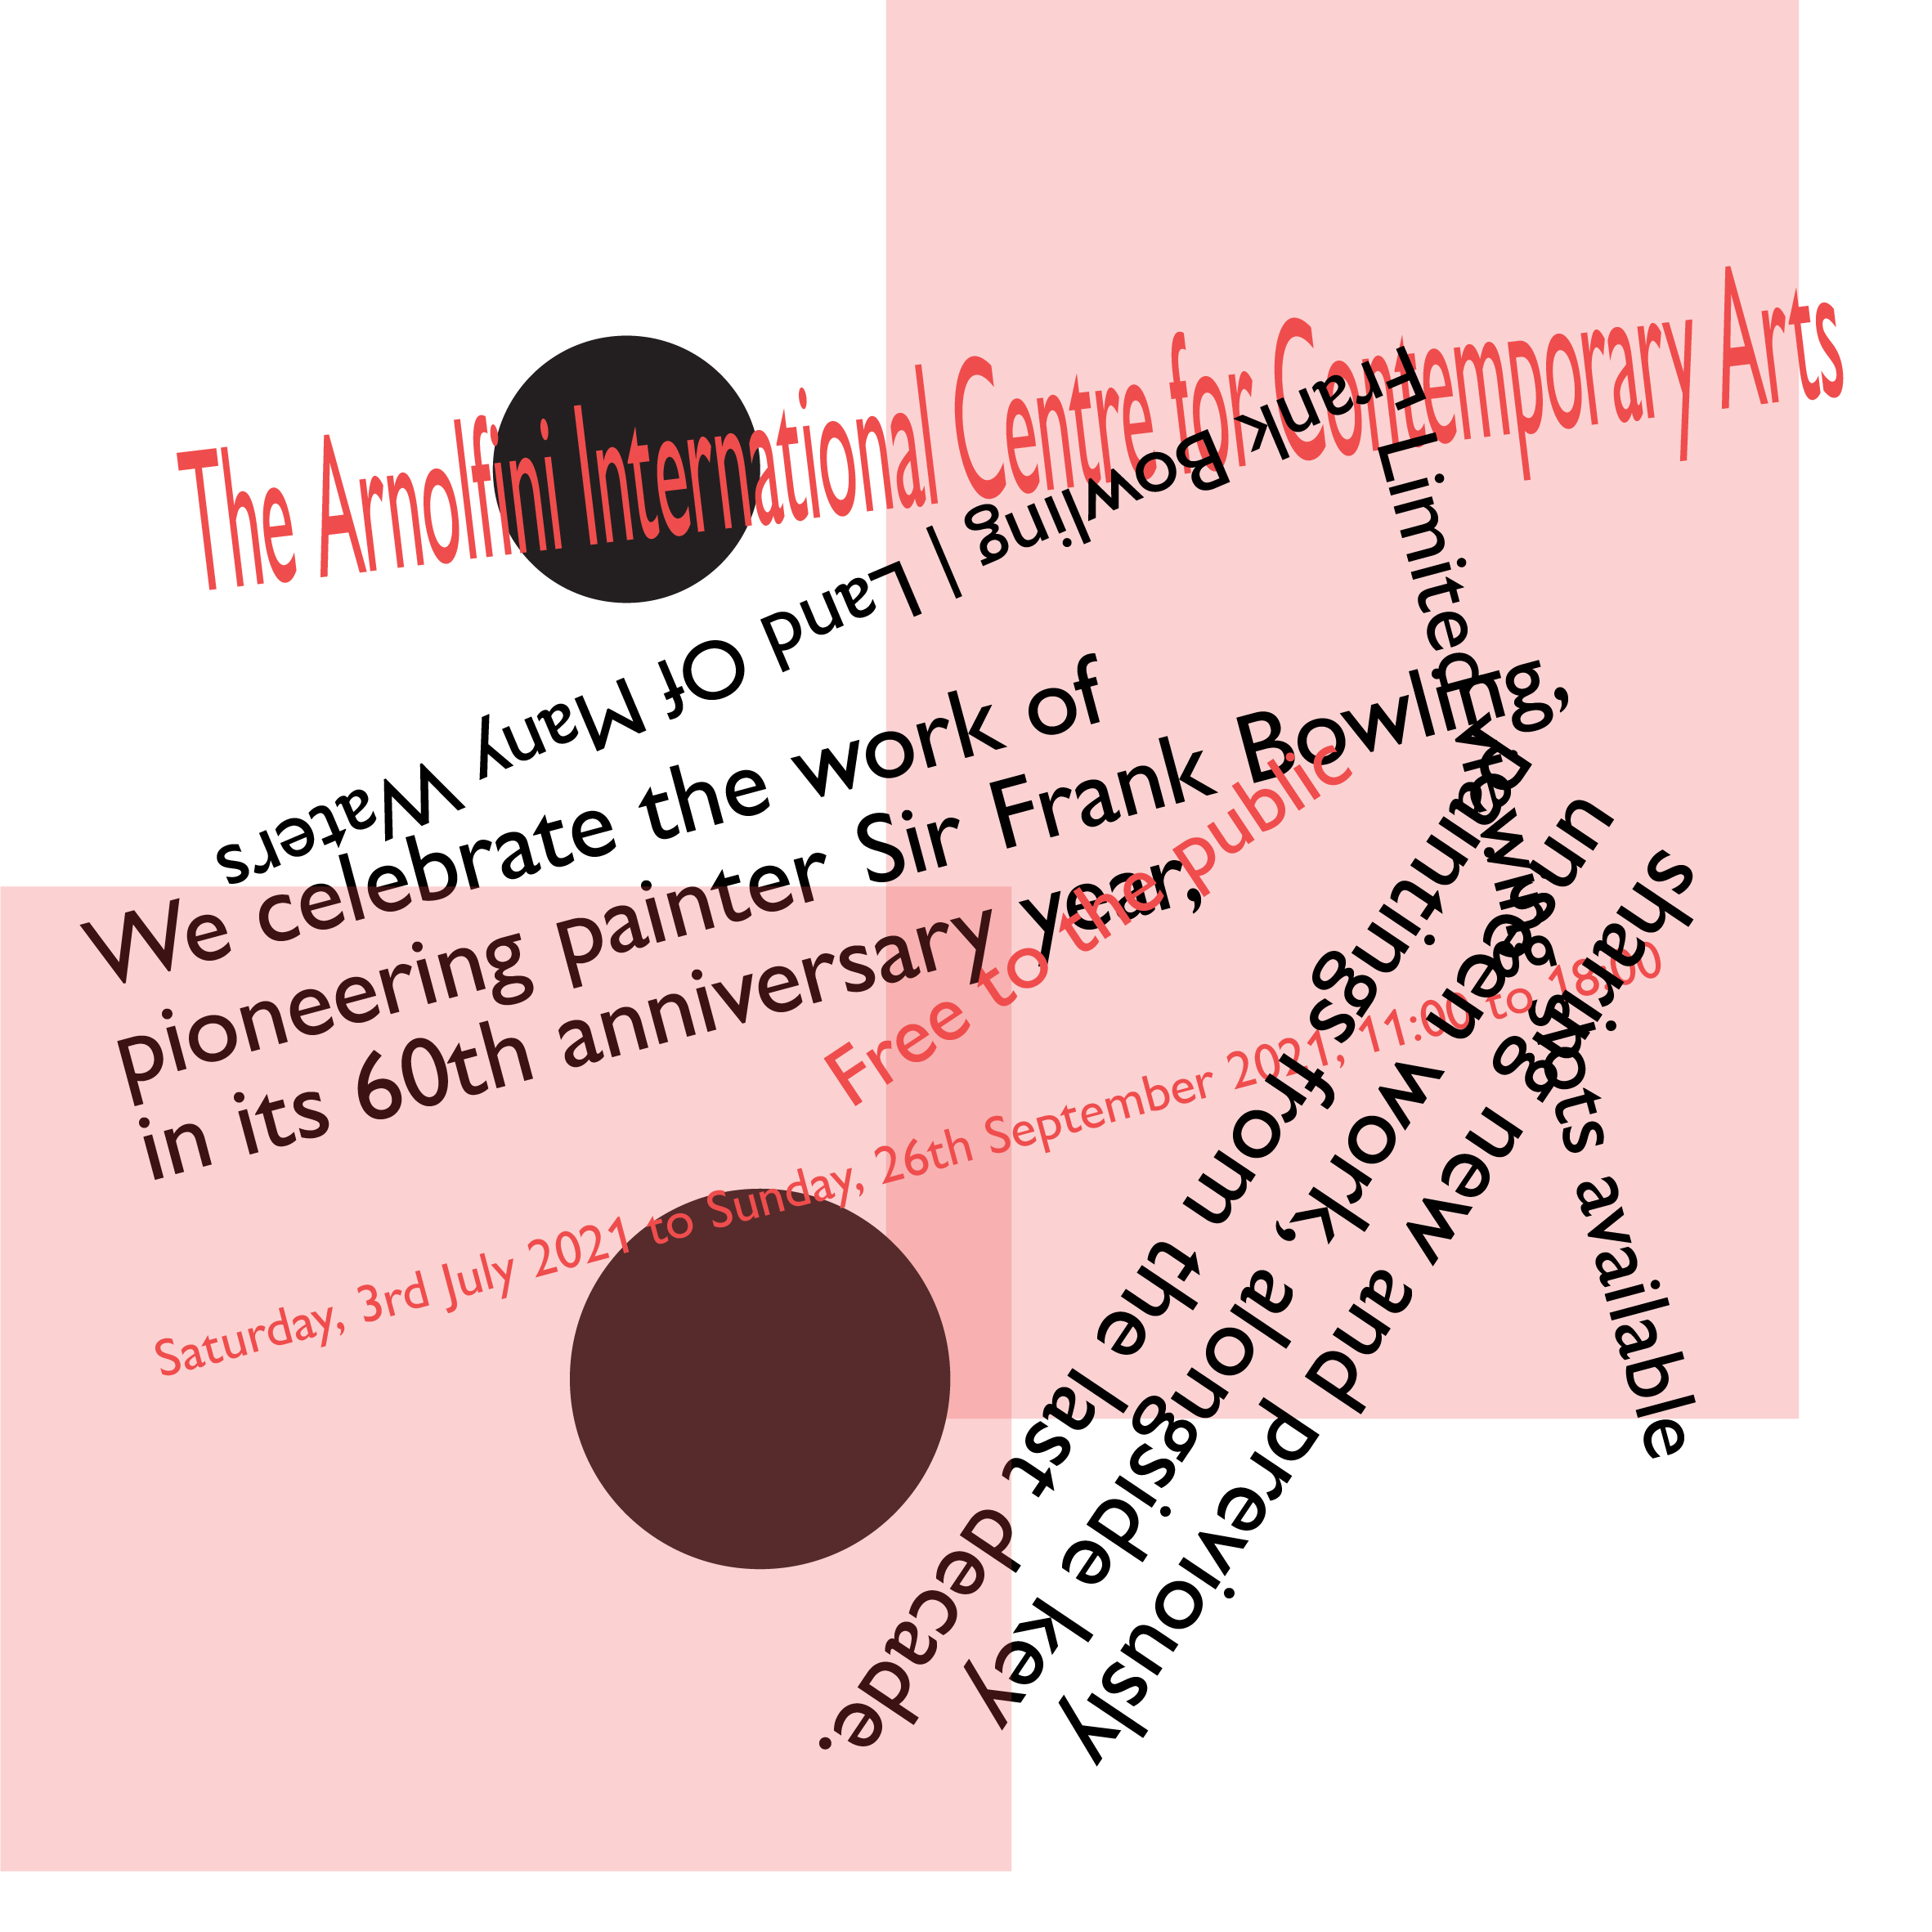 The Arnolfini International Centre for Contemporary Arts
Frank Bowling | Land Of Many Waters
We celebrate the work of
pioneering painter Sir Frank Bowling,
in its 60th anniversary year,
sharing new and previously
unseen work, alongside key
paintings from the last decade.
Free to the public
Saturday, 3rd July 2021 to Sunday, 26th September 2021, 11:00 to 18:00
Limited available